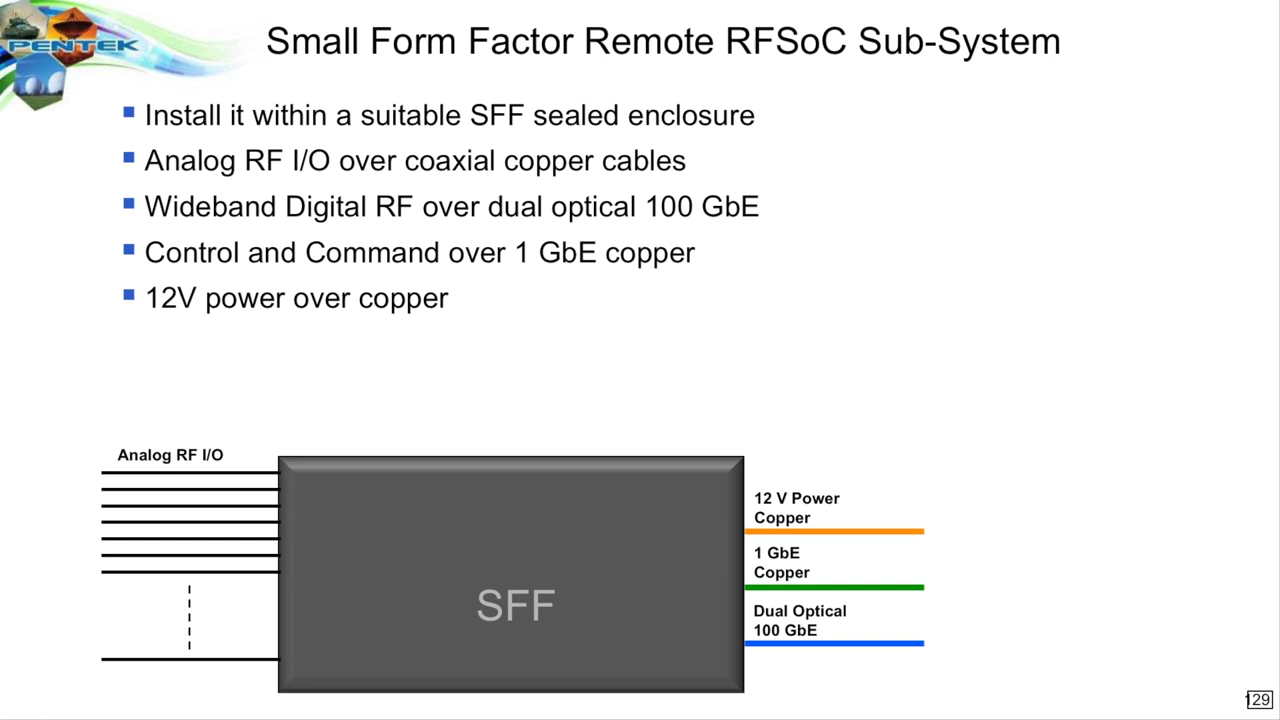 PENTEK
Small Form Factor Remote RFSoC Sub-System
Install it within a suitable SFF sealed enclosure
Analog RF I/O over coaxial copper cables
Wideband Digital RF over dual optical 100 GbE
Control and Command over 1 GbE copper
12V power over copper
Analog RF I/O
SFF
12 V Power
Copper
1 GbE
Copper
Dual Optical
100 GbE
129